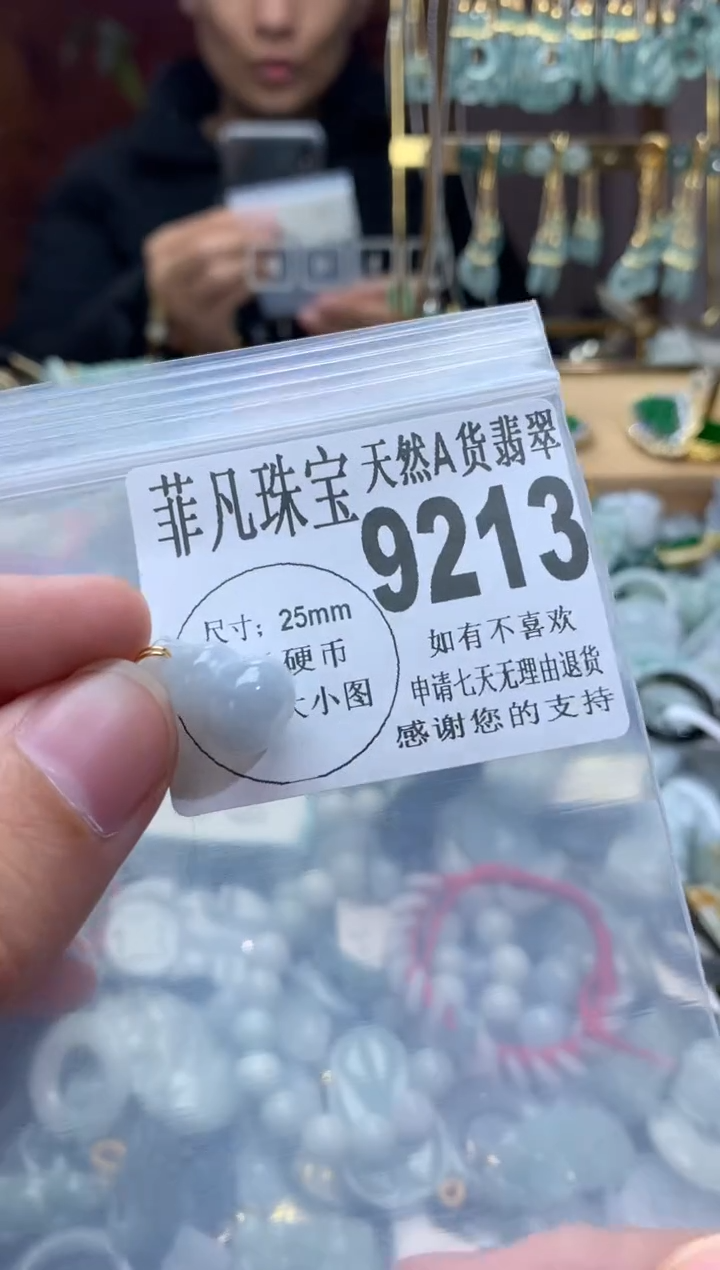 菲凡珠宝 天然A货翡翠
9213
尺寸：25mm
硬币
大小图
如有不喜欢
申请七天无理由退货
感谢您的支持